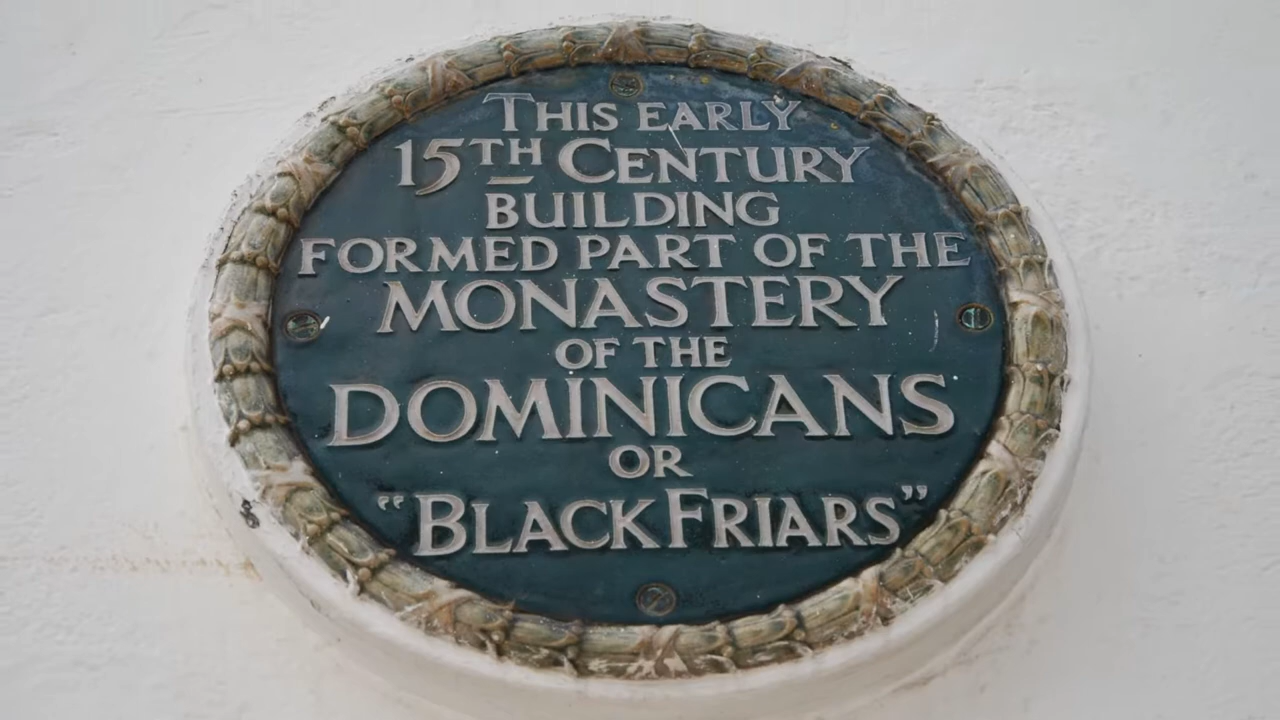 THIS EARLY
15TH CENTURY
BUILDING
FORMED PART OF THE
MONASTERY
OF THE
DOMINICANS
OR
"BLACK FRIARS"